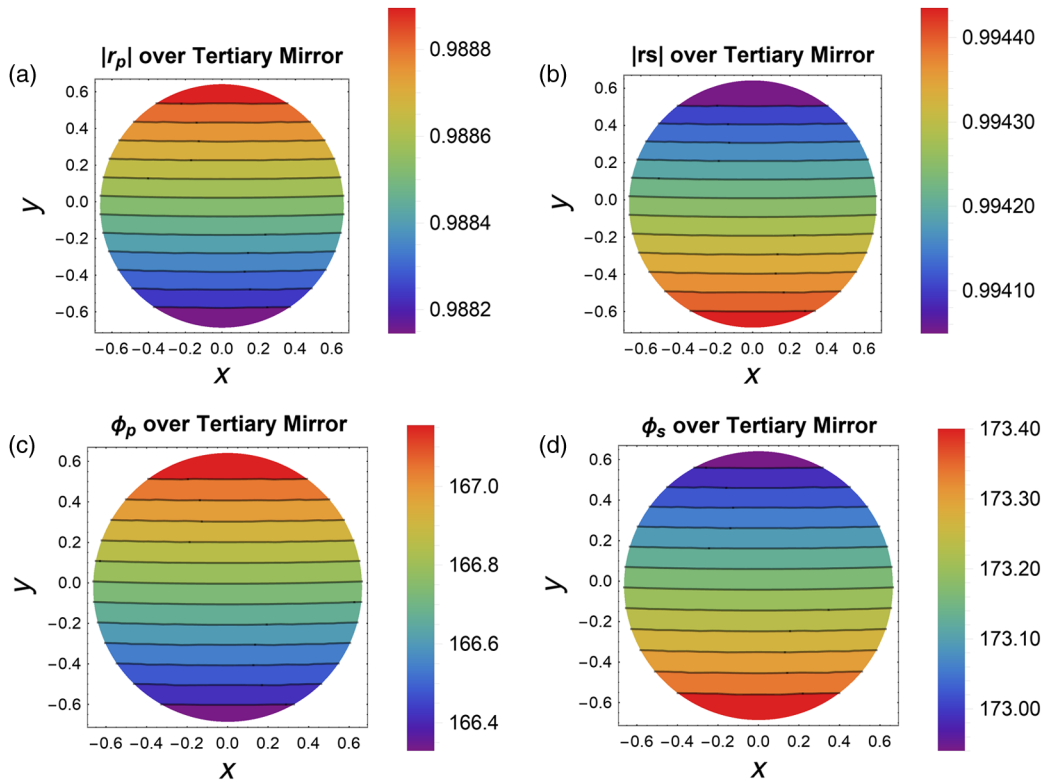 (a)
|rₚ| over Tertiary Mirror
0.6
0.4
0.2
0.0
−0.2
−0.4
−0.6
y
−0.6 −0.4 −0.2 0.0 0.2 0.4 0.6
x
0.9888
0.9886
0.9884
0.9882
(b)
|rs| over Tertiary Mirror
0.6
0.4
0.2
0.0
−0.2
−0.4
−0.6
y
−0.6 −0.4 −0.2 0.0 0.2 0.4 0.6
x
0.99440
0.99430
0.99420
0.99410
(c)
ϕₚ over Tertiary Mirror
0.6
0.4
0.2
0.0
−0.2
−0.4
−0.6
y
−0.6 −0.4 −0.2 0.0 0.2 0.4 0.6
x
167.0
166.8
166.6
166.4
(d)
ϕₛ over Tertiary Mirror
0.6
0.4
0.2
0.0
−0.2
−0.4
−0.6
y
−0.6 −0.4 −0.2 0.0 0.2 0.4 0.6
x
173.40
173.30
173.20
173.10
173.00